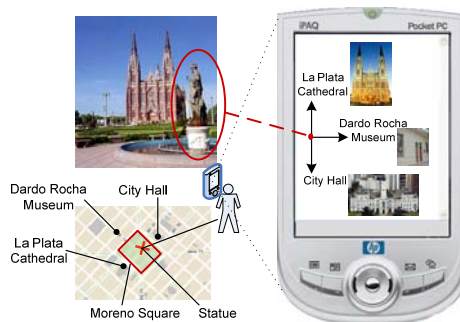 iPAQ
Pocket PC
La Plata
Cathedral
Dardo Rocha
Museum
City Hall
hp
Dardo Rocha
Museum
City Hall
La Plata
Cathedral
Moreno Square
Statue